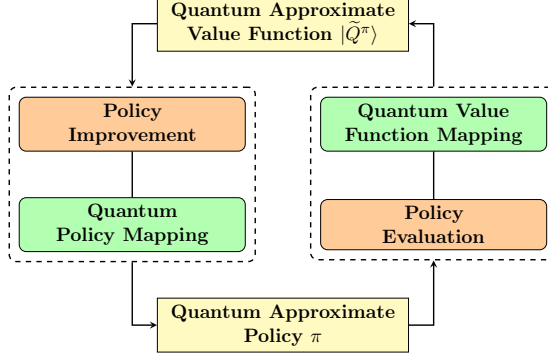 Quantum Approximate
Value Function |Q̃^π⟩
Policy
Improvement
Quantum
Policy Mapping
Quantum Value
Function Mapping
Policy
Evaluation
Quantum Approximate
Policy π